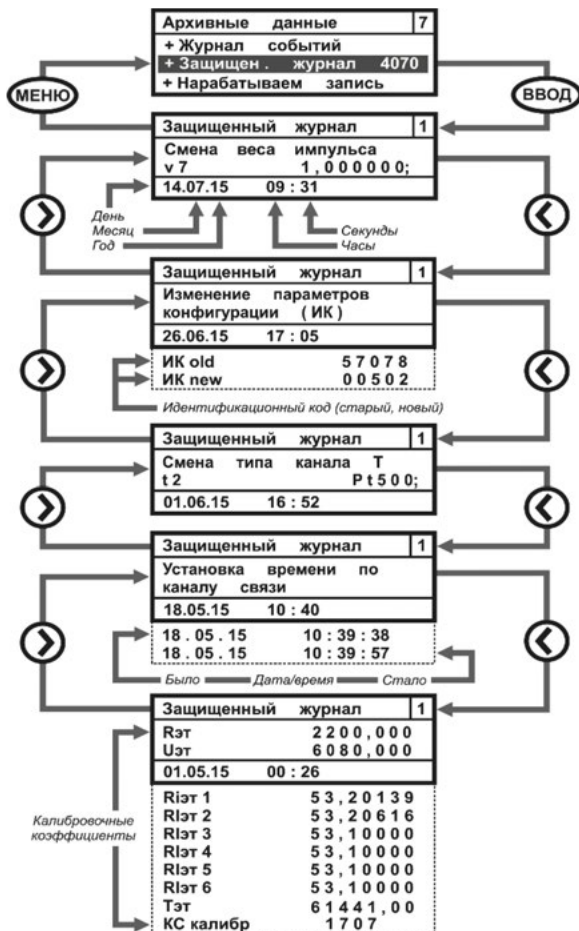 Архивные данные 7
+ Журнал событий
+ Защищен. журнал 4070
+ Нарабатываем запись
МЕНЮ
ВВОД
Защищенный журнал 1
Смена веса импульса
v 7 1,000000;
14.07.15 09 : 31
День
Месяц
Год
Секунды
Часы
Защищенный журнал 1
Изменение параметров
конфигурации ( ИК )
26.06.15 17 : 05
ИК old 57078
ИК new 00502
Идентификационный код (старый, новый)
Защищенный журнал 1
Смена типа канала T
t 2 Pt500;
01.06.15 16 : 52
Защищенный журнал 1
Установка времени по
каналу связи
18.05.15 10 : 40
18 . 05 . 15 10 : 39 : 38
18 . 05 . 15 10 : 39 : 57
Было Дата/время Стало
Защищенный журнал 1
Rэт 2200,000
Uэт 6080,000
01.05.15 00 : 26
Riэт 1 53,20139
RIэт 2 53,20616
RIэт 3 53,10000
RIэт 4 53,10000
RIэт 5 53,10000
RIэт 6 53,10000
Tэт 61441,00
КС калибр 1707
Калибровочные
коэффициенты